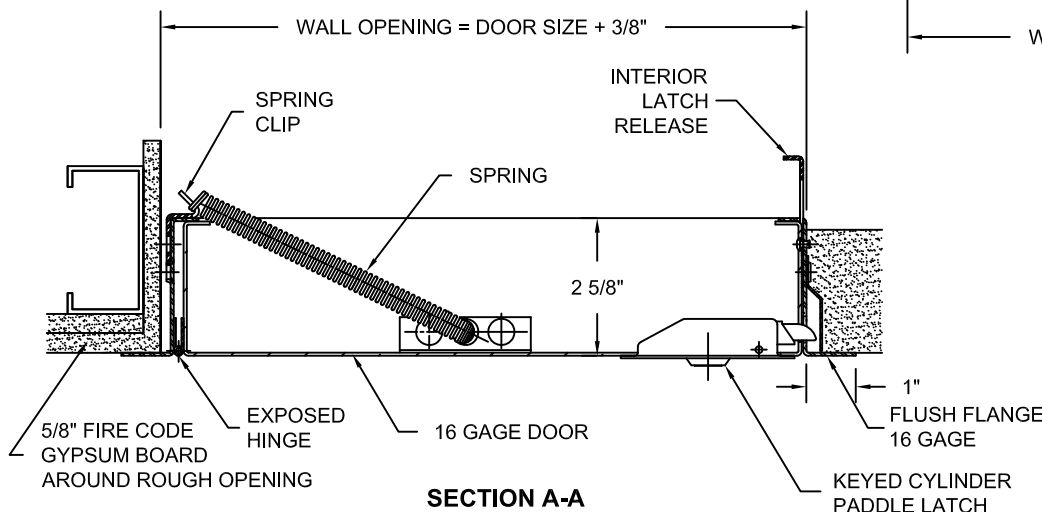 WALL OPENING = DOOR SIZE + 3/8"
W
INTERIOR
LATCH
RELEASE
SPRING
CLIP
SPRING
2 5/8"
1"
FLUSH FLANGE
16 GAGE
EXPOSED
HINGE
16 GAGE DOOR
5/8" FIRE CODE
GYPSUM BOARD
AROUND ROUGH OPENING
KEYED CYLINDER
PADDLE LATCH
SECTION A-A